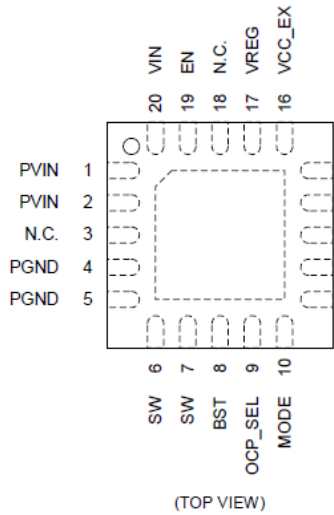 VIN
EN
N.C.
VREG
VCC_EX
20
19
18
17
16
PVIN 1
PVIN 2
N.C. 3
PGND 4
PGND 5
6
7
8
9
10
SW
SW
BST
OCP_SEL
MODE
(TOP VIEW)